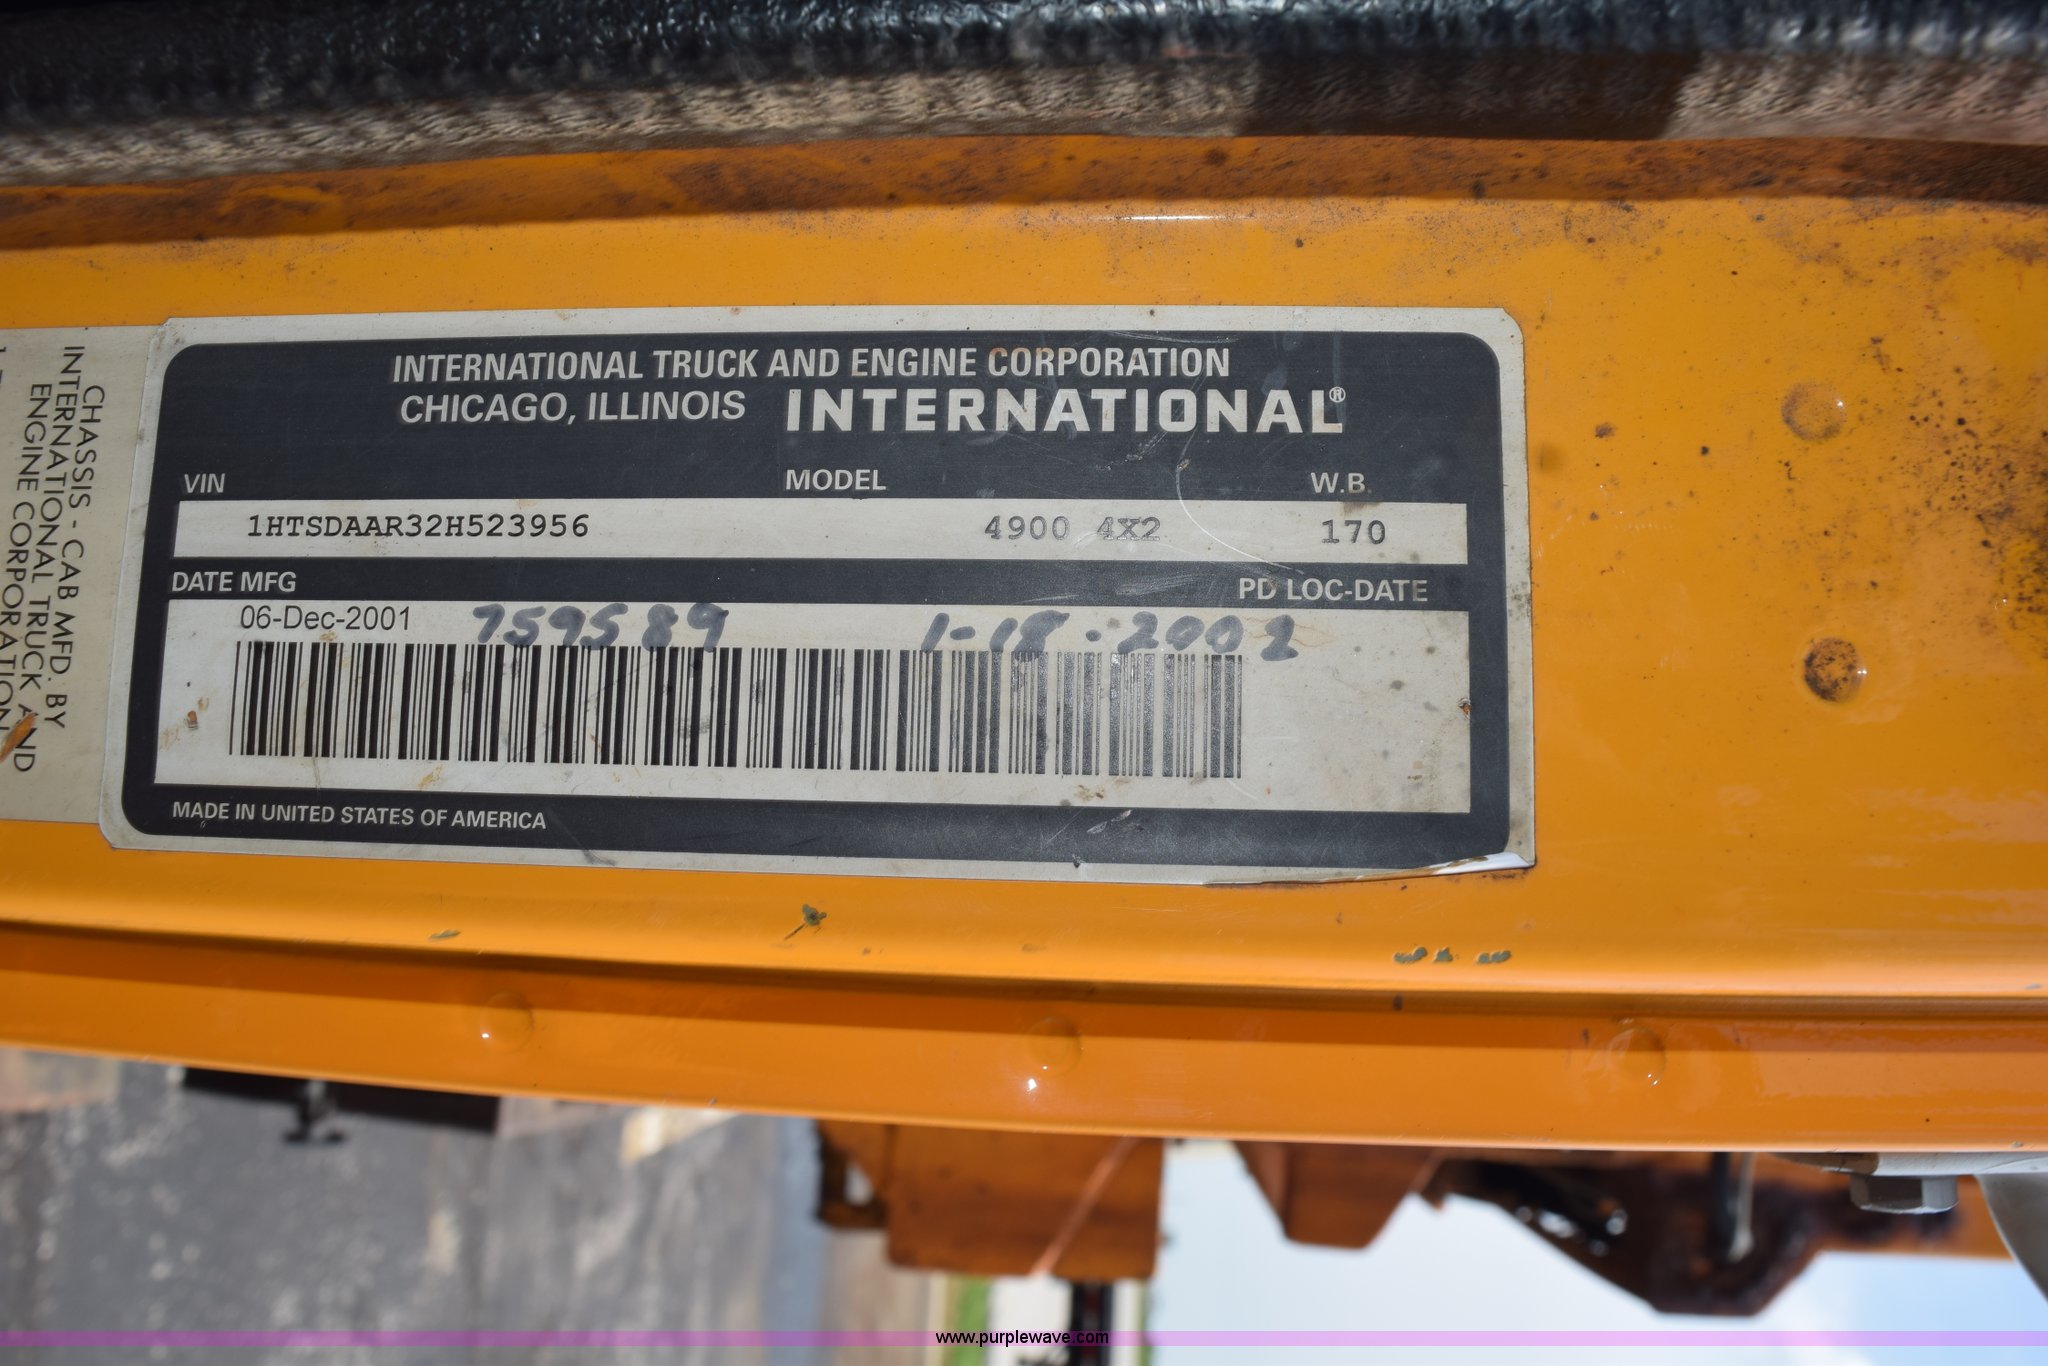 INTERNATIONAL TRUCK AND ENGINE CORPORATION
CHICAGO, ILLINOIS INTERNATIONAL®
VIN MODEL W.B.
1HTSDAAR32H523956 4900 4X2 170
DATE MFG PD LOC-DATE
06-Dec-2001 759589 1-18-2002
MADE IN UNITED STATES OF AMERICA
CHASSIS - CAB MFD. BY
INTERNATIONAL TRUCK AND
ENGINE CORPORATION
www.purplewave.com